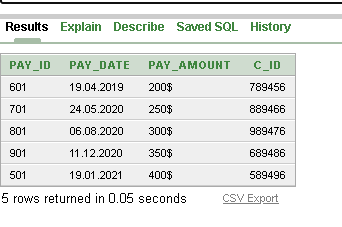 Results Explain Describe Saved SQL History
PAY_ID PAY_DATE PAY_AMOUNT C_ID
601 19.04.2019 200$ 789456
701 24.05.2020 250$ 889466
801 06.08.2020 300$ 989476
901 11.12.2020 350$ 689486
501 19.01.2021 400$ 589496
5 rows returned in 0.05 seconds CSV Export